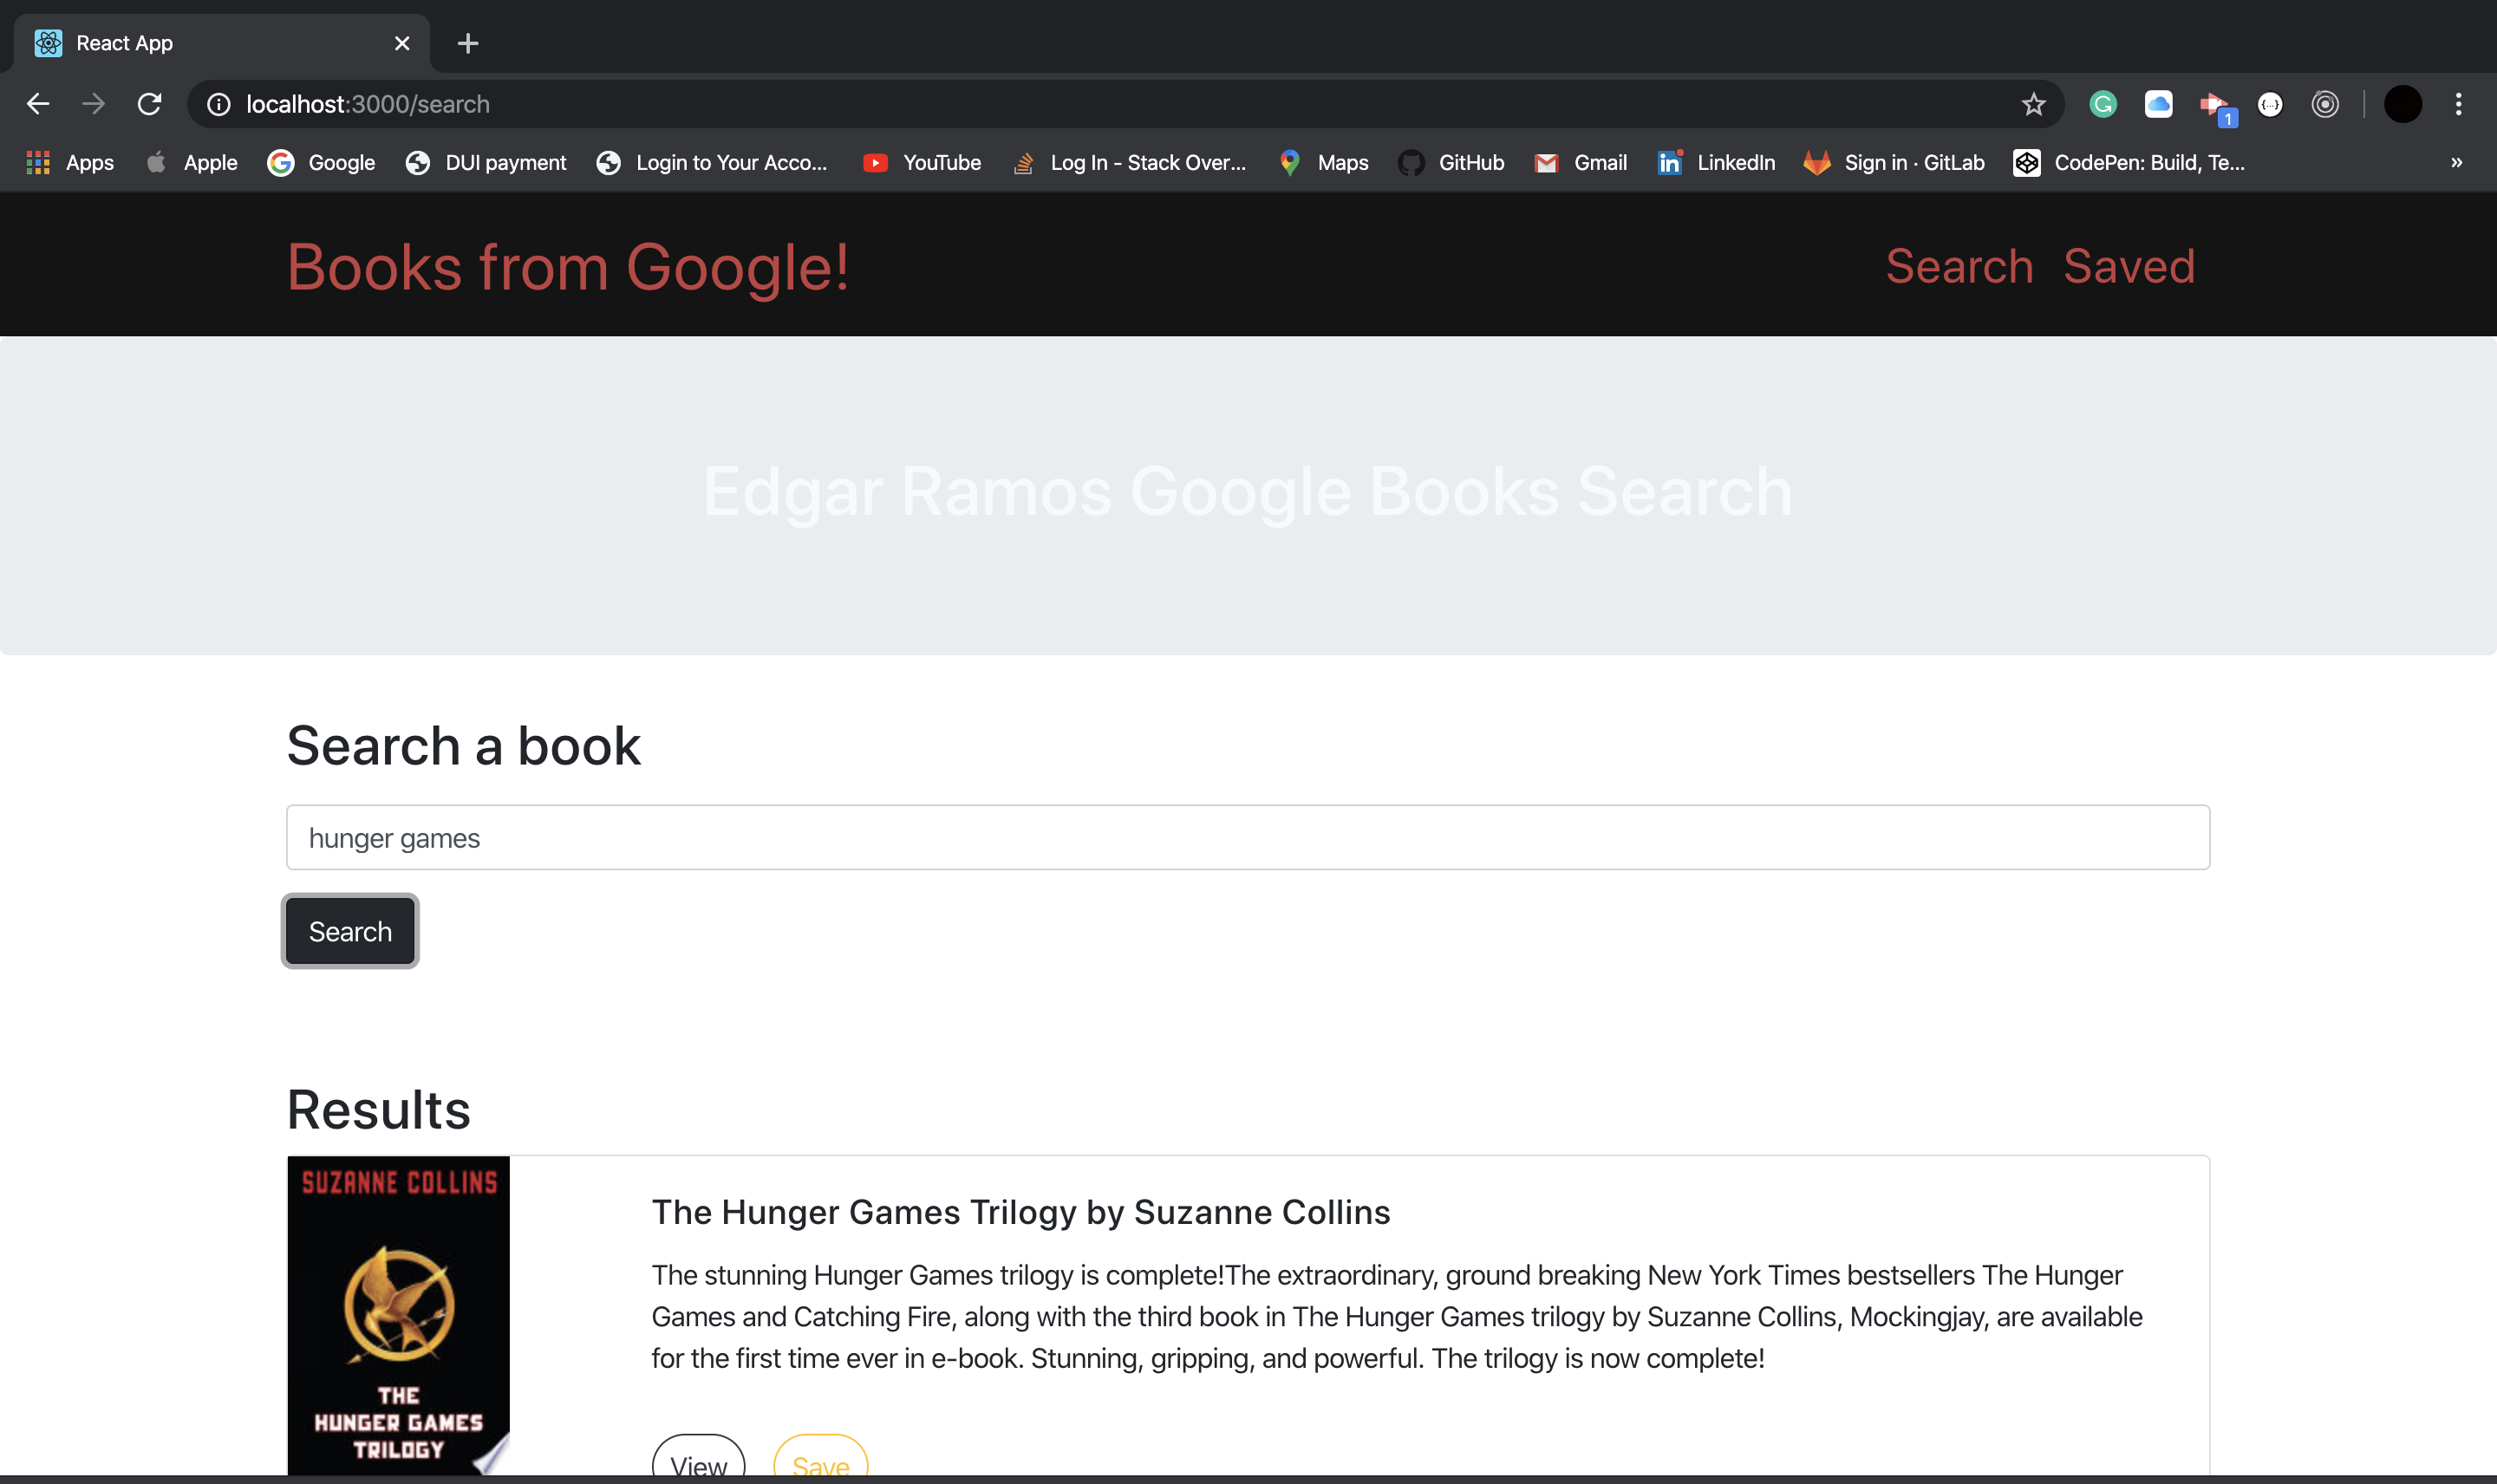 React App
localhost:3000/search
1
Apps Apple Google DUI payment Login to Your Acco... YouTube Log In - Stack Over... Maps GitHub Gmail LinkedIn Sign in · GitLab CodePen: Build, Te... »
Books from Google! Search Saved
Edgar Ramos Google Books Search
Search a book
hunger games
Search
Results
SUZANNE COLLINS
THE
HUNGER GAMES
TRILOGY
The Hunger Games Trilogy by Suzanne Collins
The stunning Hunger Games trilogy is complete!The extraordinary, ground breaking New York Times bestsellers The Hunger
Games and Catching Fire, along with the third book in The Hunger Games trilogy by Suzanne Collins, Mockingjay, are available
for the first time ever in e-book. Stunning, gripping, and powerful. The trilogy is now complete!
View Save